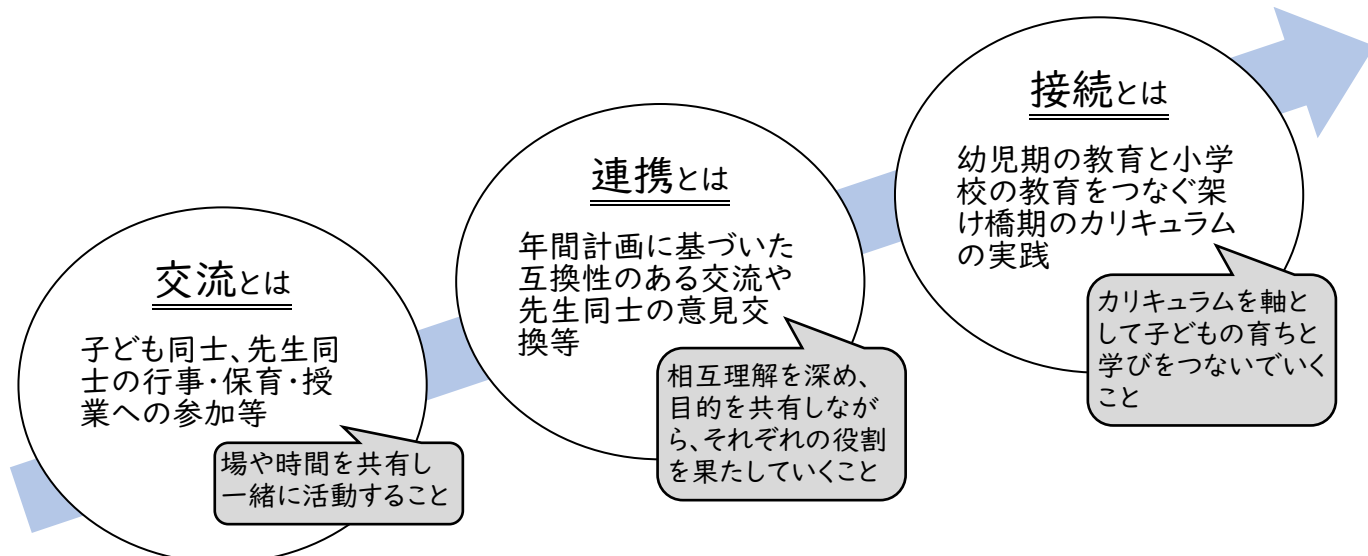 交流とは
子ども同士、先生同
士の行事・保育・授
業への参加等
場や時間を共有し
一緒に活動すること
連携とは
年間計画に基づいた
互換性のある交流や
先生同士の意見交
換等
相互理解を深め、
目的を共有しなが
ら、それぞれの役割
を果たしていくこと
接続とは
幼児期の教育と小学
校の教育をつなぐ架
け橋期のカリキュラム
の実践
カリキュラムを軸と
して子どもの育ちと
学びをつないでいく
こと